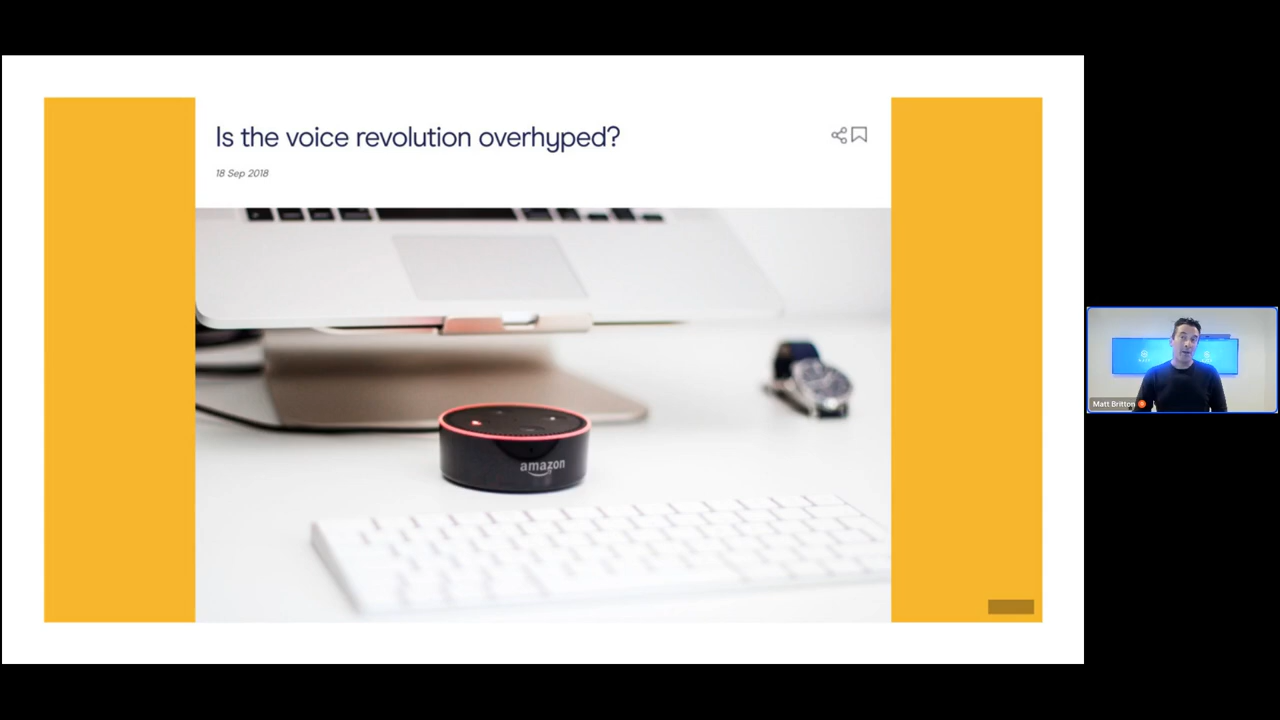 Is the voice revolution overhyped?
18 Sep 2018
amazon
Matt Britton